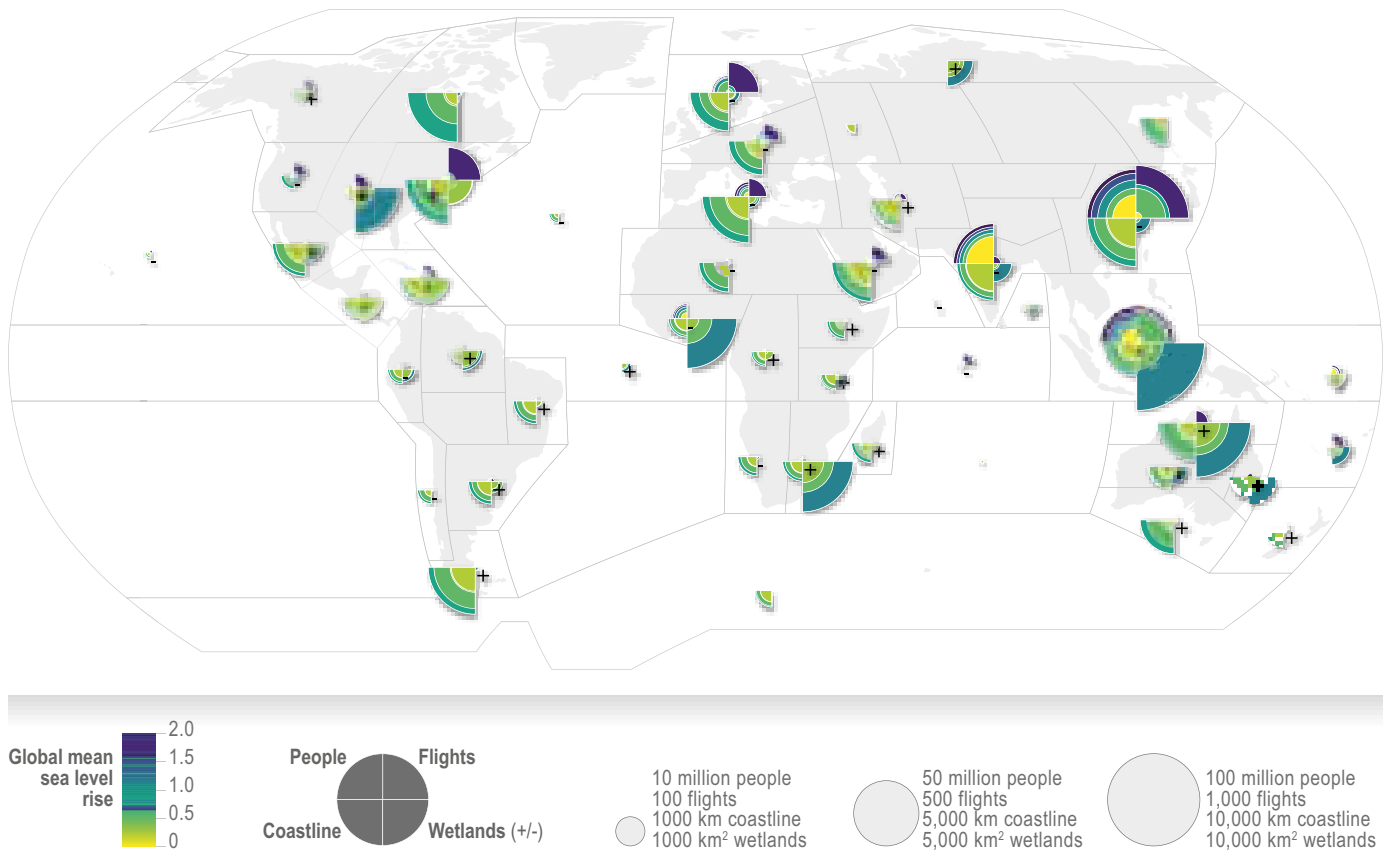 Global mean
sea level
rise
2.0
1.5
1.0
0.5
0
People
Flights
Coastline
Wetlands (+/-)
10 million people
100 flights
1000 km coastline
1000 km² wetlands
50 million people
500 flights
5,000 km coastline
5,000 km² wetlands
100 million people
1,000 flights
10,000 km coastline
10,000 km² wetlands